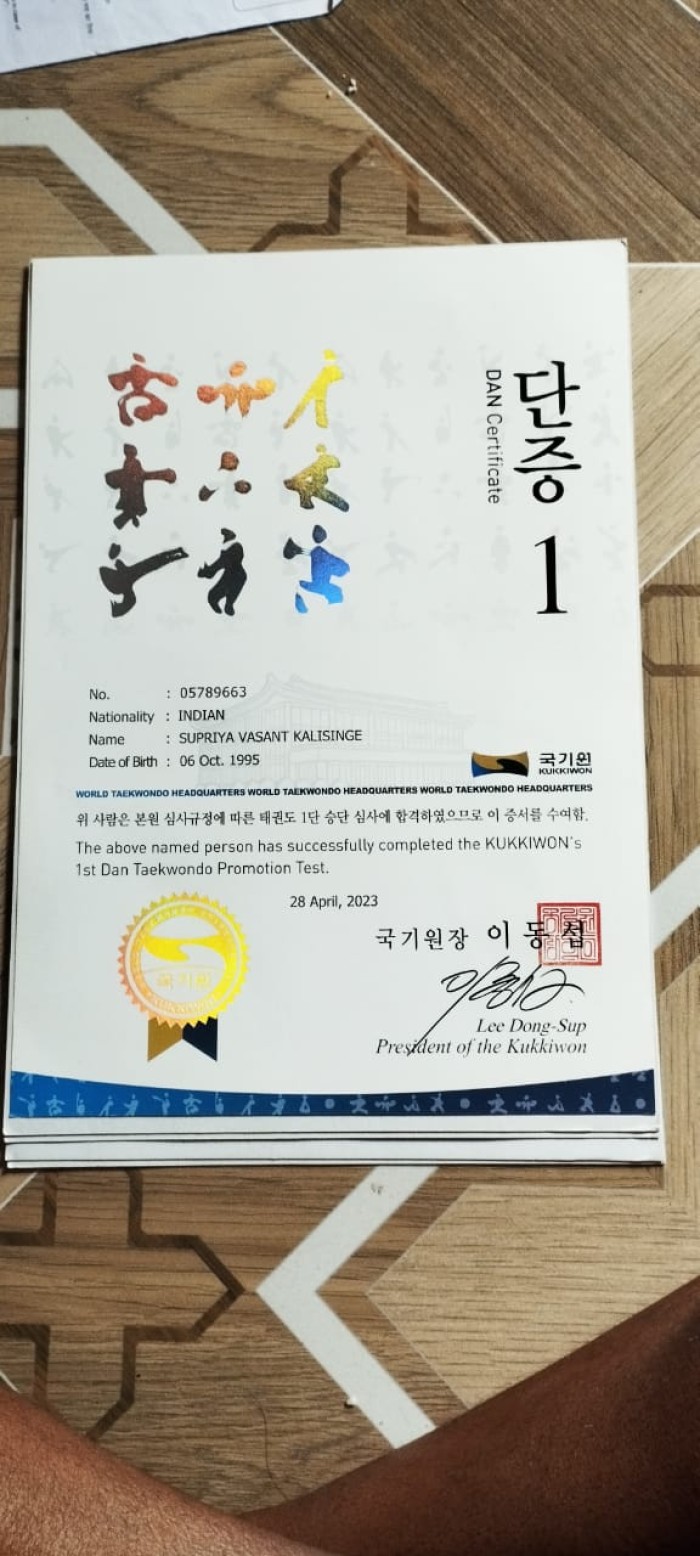 단증 1
DAN Certificate
No. : 05789663
Nationality : INDIAN
Name : SUPRIYA VASANT KALISINGE
Date of Birth : 06 Oct. 1995
국기원
KUKKIWON
WORLD TAEKWONDO HEADQUARTERS WORLD TAEKWONDO HEADQUARTERS WORLD TAEKWONDO HEADQUARTERS
위 사람은 본원 심사규정에 따른 태권도 1단 승단 심사에 합격하였으므로 이 증서를 수여함.
The above named person has successfully completed the KUKKIWON's
1st Dan Taekwondo Promotion Test.
28 April, 2023
국기원장 이동섭
국기원
Lee Dong-Sup
President of the Kukkiwon